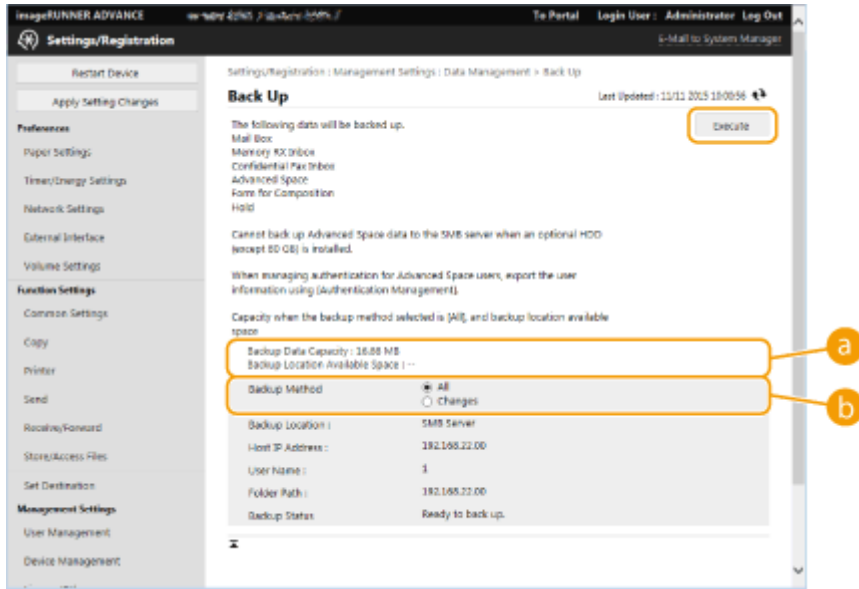 imageRUNNER ADVANCE
To Portal Login User : Administrator Log Out
Settings/Registration
E-Mail to System Manager
Restart Device
Apply Setting Changes
Preferences
Paper Settings
Timer/Energy Settings
Network Settings
External Interface
Volume Settings
Function Settings
Common Settings
Copy
Printer
Send
Receive/Forward
Store/Access Files
Set Destination
Management Settings
User Management
Device Management
Settings/Registration : Management Settings : Data Management > Back Up
Back Up
Last Updated : 11/11 2015 10:00:56
Execute
The following data will be backed up.
Mail Box
Memory RX Inbox
Confidential Fax Inbox
Advanced Space
Form for Composition
Hold
Cannot back up Advanced Space data to the SMB server when an optional HDD
(except 80 GB) is installed.
When managing authentication for Advanced Space users, export the user
information using [Authentication Management].
Capacity when the backup method selected is [All], and backup location available
space
Backup Data Capacity : 16.88 MB
Backup Location Available Space : --
a
Backup Method
All
Changes
b
Backup Location : SMB Server
Host IP Address : 192.168.22.00
User Name : 1
Folder Path : 192.168.22.00
Backup Status Ready to back up.